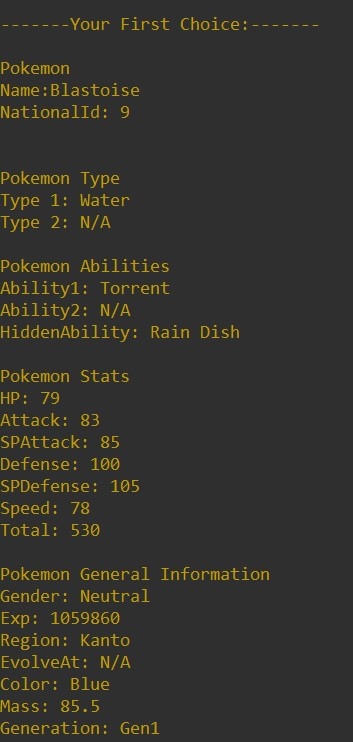 -------Your First Choice:-------
Pokemon
Name:Blastoise
NationalId: 9
Pokemon Type
Type 1: Water
Type 2: N/A
Pokemon Abilities
Ability1: Torrent
Ability2: N/A
HiddenAbility: Rain Dish
Pokemon Stats
HP: 79
Attack: 83
SPAttack: 85
Defense: 100
SPDefense: 105
Speed: 78
Total: 530
Pokemon General Information
Gender: Neutral
Exp: 1059860
Region: Kanto
EvolveAt: N/A
Color: Blue
Mass: 85.5
Generation: Gen1